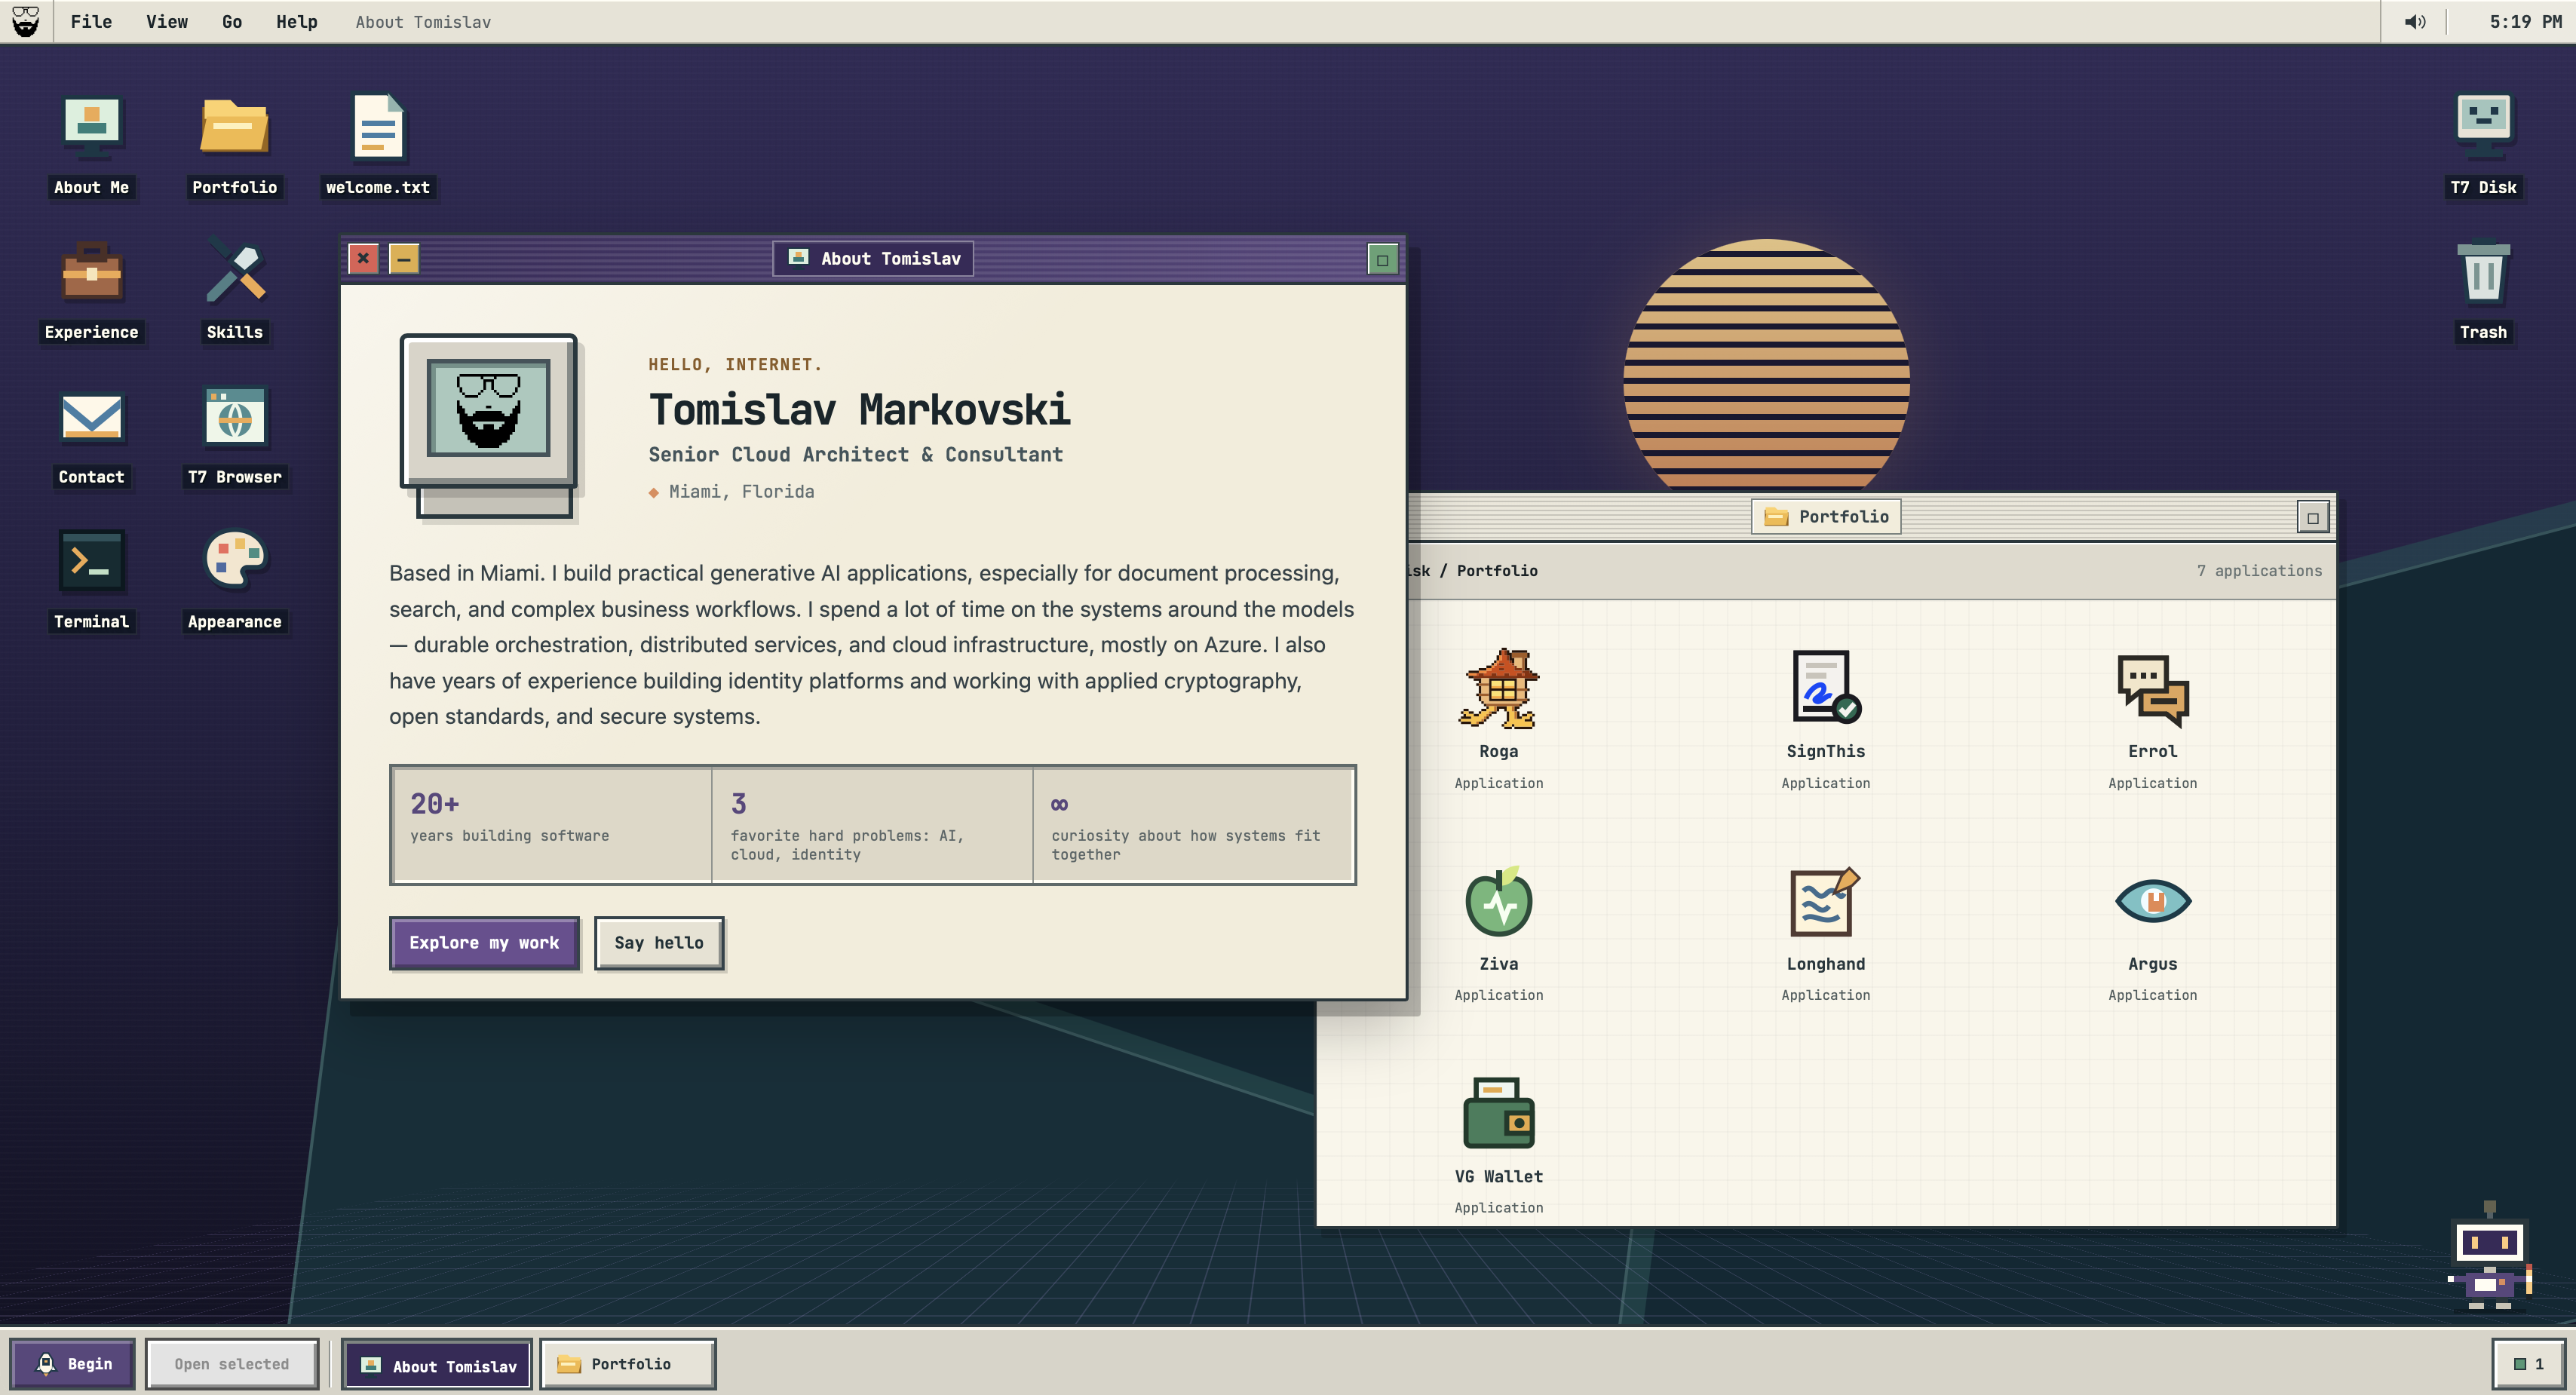 File View Go Help About Tomislav 5:19 PM
About Me
Portfolio
welcome.txt
T7 Disk
Experience
Skills
Trash
Contact
T7 Browser
Terminal
Appearance
About Tomislav
HELLO, INTERNET.
Tomislav Markovski
Senior Cloud Architect & Consultant
Miami, Florida
Based in Miami. I build practical generative AI applications, especially for document processing,
search, and complex business workflows. I spend a lot of time on the systems around the models
— durable orchestration, distributed services, and cloud infrastructure, mostly on Azure. I also
have years of experience building identity platforms and working with applied cryptography,
open standards, and secure systems.
20+
years building software
3
favorite hard problems: AI,
cloud, identity
∞
curiosity about how systems fit
together
Explore my work
Say hello
Portfolio
isk / Portfolio
7 applications
Roga
Application
SignThis
Application
Errol
Application
Ziva
Application
Longhand
Application
Argus
Application
VG Wallet
Application
Begin
Open selected
About Tomislav
Portfolio
1